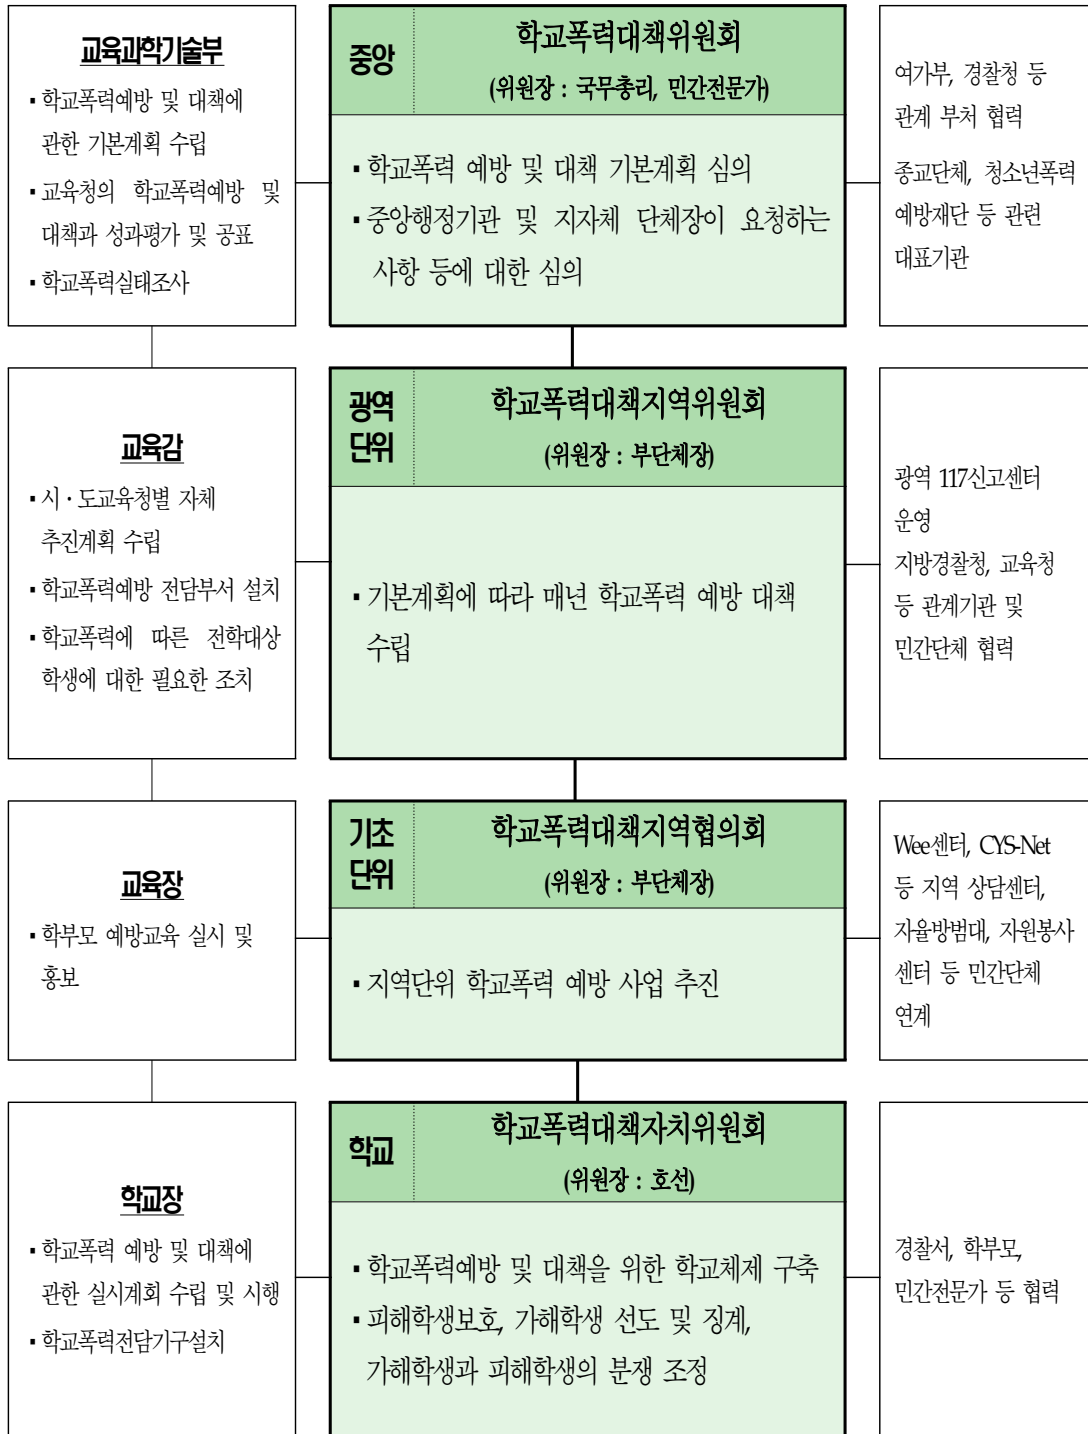 교육과학기술부
▪ 학교폭력예방 및 대책에
관한 기본계획 수립
▪ 교육청의 학교폭력예방 및
대책과 성과평가 및 공표
▪ 학교폭력실태조사
중앙
학교폭력대책위원회
(위원장 : 국무총리, 민간전문가)
▪ 학교폭력 예방 및 대책 기본계획 심의
▪ 중앙행정기관 및 지자체 단체장이 요청하는
사항 등에 대한 심의
여가부, 경찰청 등
관계 부처 협력
종교단체, 청소년폭력
예방재단 등 관련
대표기관
교육감
▪ 시·도교육청별 자체
추진계획 수립
▪ 학교폭력예방 전담부서 설치
▪ 학교폭력에 따른 전학대상
학생에 대한 필요한 조치
광역
단위
학교폭력대책지역위원회
(위원장 : 부단체장)
▪ 기본계획에 따라 매년 학교폭력 예방 대책
수립
광역 117신고센터
운영
지방경찰청, 교육청
등 관계기관 및
민간단체 협력
교육장
▪ 학부모 예방교육 실시 및
홍보
기초
단위
학교폭력대책지역협의회
(위원장 : 부단체장)
▪ 지역단위 학교폭력 예방 사업 추진
Wee센터, CYS-Net
등 지역 상담센터,
자율방범대, 자원봉사
센터 등 민간단체
연계
학교장
▪ 학교폭력 예방 및 대책에
관한 실시계획 수립 및 시행
▪ 학교폭력전담기구설치
학교
학교폭력대책자치위원회
(위원장 : 호선)
▪ 학교폭력예방 및 대책을 위한 학교체제 구축
▪ 피해학생보호, 가해학생 선도 및 징계,
가해학생과 피해학생의 분쟁 조정
경찰서, 학부모,
민간전문가 등 협력